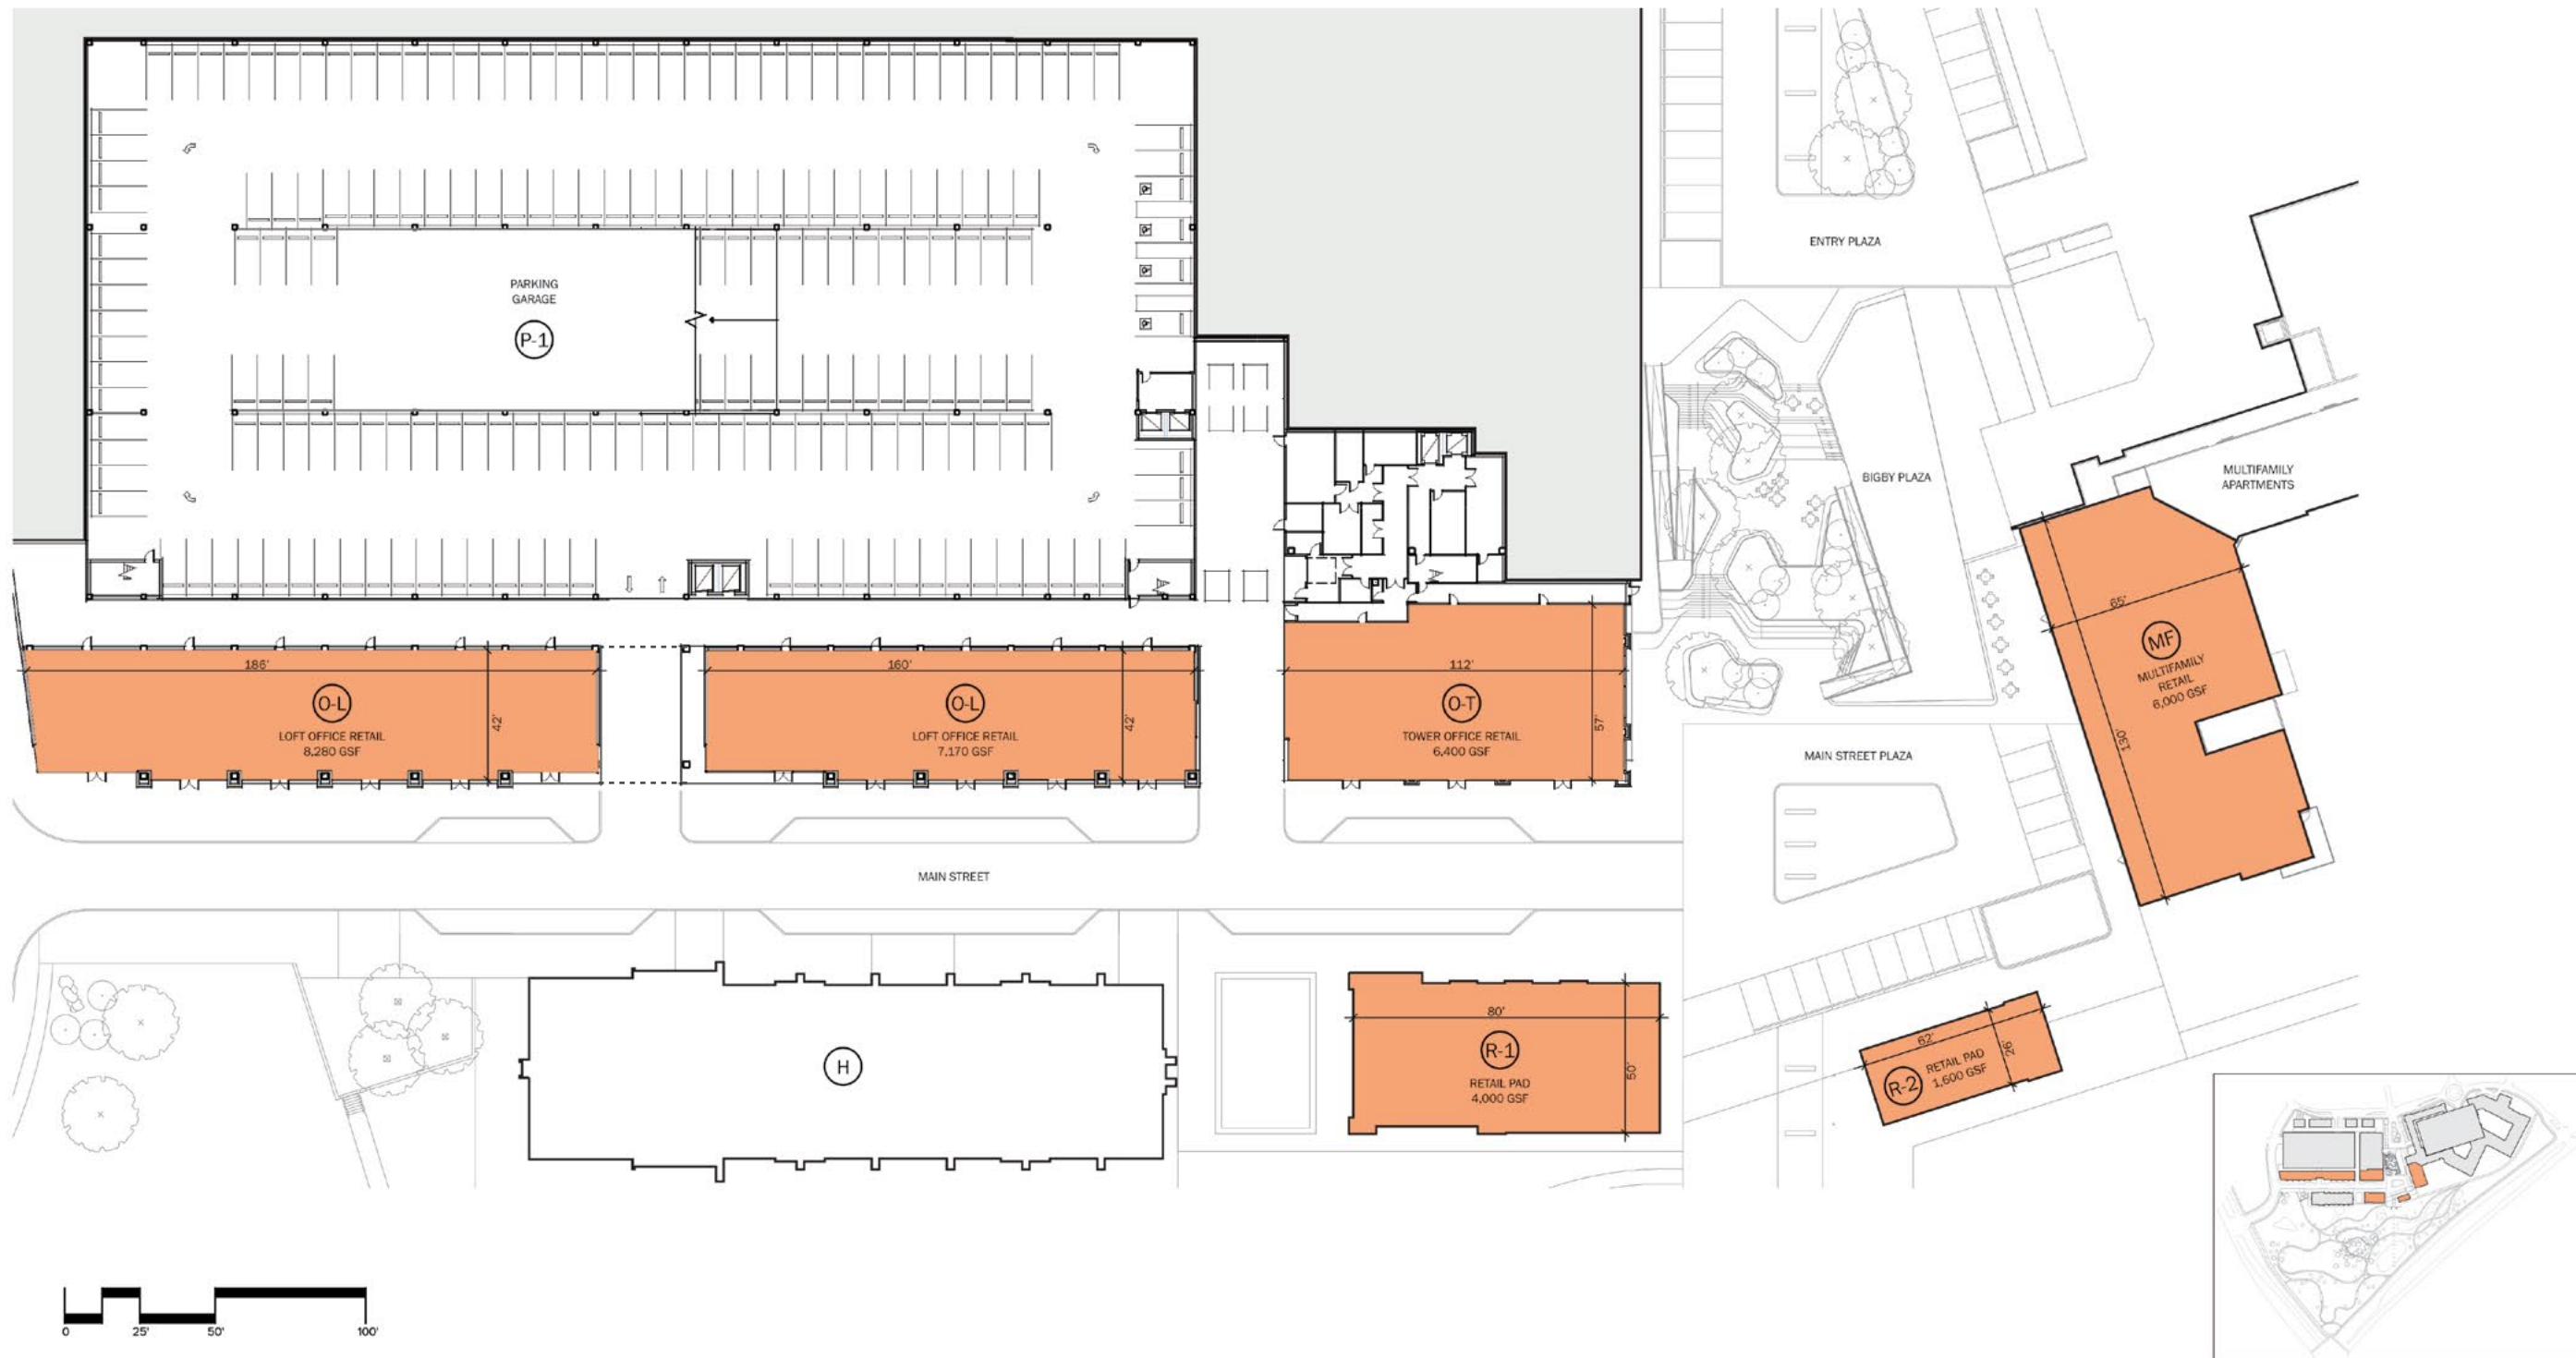 ENTRY PLAZA
PARKING
GARAGE
P-1
MULTIFAMILY
APARTMENTS
BIGBY PLAZA
65'
MF
MULTIFAMILY
RETAIL
130'
186'
O-L
LOFT OFFICE RETAIL
8,280 GSF
42'
160'
O-L
LOFT OFFICE RETAIL
7,170 GSF
42'
112'
O-T
TOWER OFFICE RETAIL
6,400 GSF
57'
MAIN STREET PLAZA
MAIN STREET
H
80'
R-1
RETAIL PAD
4,000 GSF
50'
62'
26'
R-2
RETAIL PAD
1,600 GSF
0
25'
50'
100'